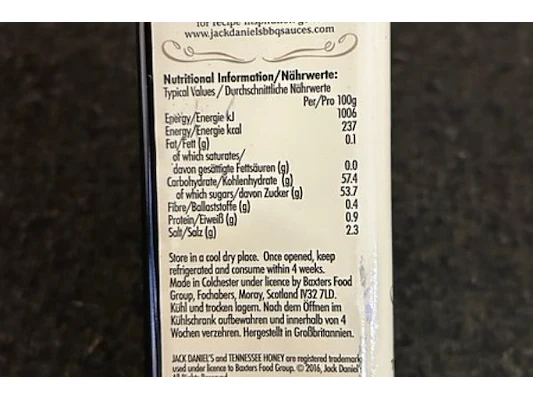 for recipe inspiration
www.jackdanielsbbqsauces.com
Nutritional Information/Nährwerte:
Typical Values / Durchschnittliche Nährwerte
Per/Pro 100g
Energy/Energie kJ 1006
Energy/Energie kcal 237
Fat/Fett (g) 0.1
of which saturates/
davon gesättigte Fettsäuren (g) 0.0
Carbohydrate/Kohlenhydrate (g) 57.4
of which sugars/davon Zucker (g) 53.7
Fibre/Ballaststoffe (g) 0.4
Protein/Eiweiß (g) 0.9
Salt/Salz (g) 2.3
Store in a cool dry place. Once opened, keep
refrigerated and consume within 4 weeks.
Made in Colchester under licence by Baxters Food
Group, Fochabers, Moray, Scotland IV32 7LD.
Kühl und trocken lagern. Nach dem Öffnen im
Kühlschrank aufbewahren und innerhalb von 4
Wochen verzehren. Hergestellt in Großbritannien.
JACK DANIEL'S and TENNESSEE HONEY are registered trademark
used under licence to Baxters Food Group. © 2016, Jack Daniel's
All Rights Reserved